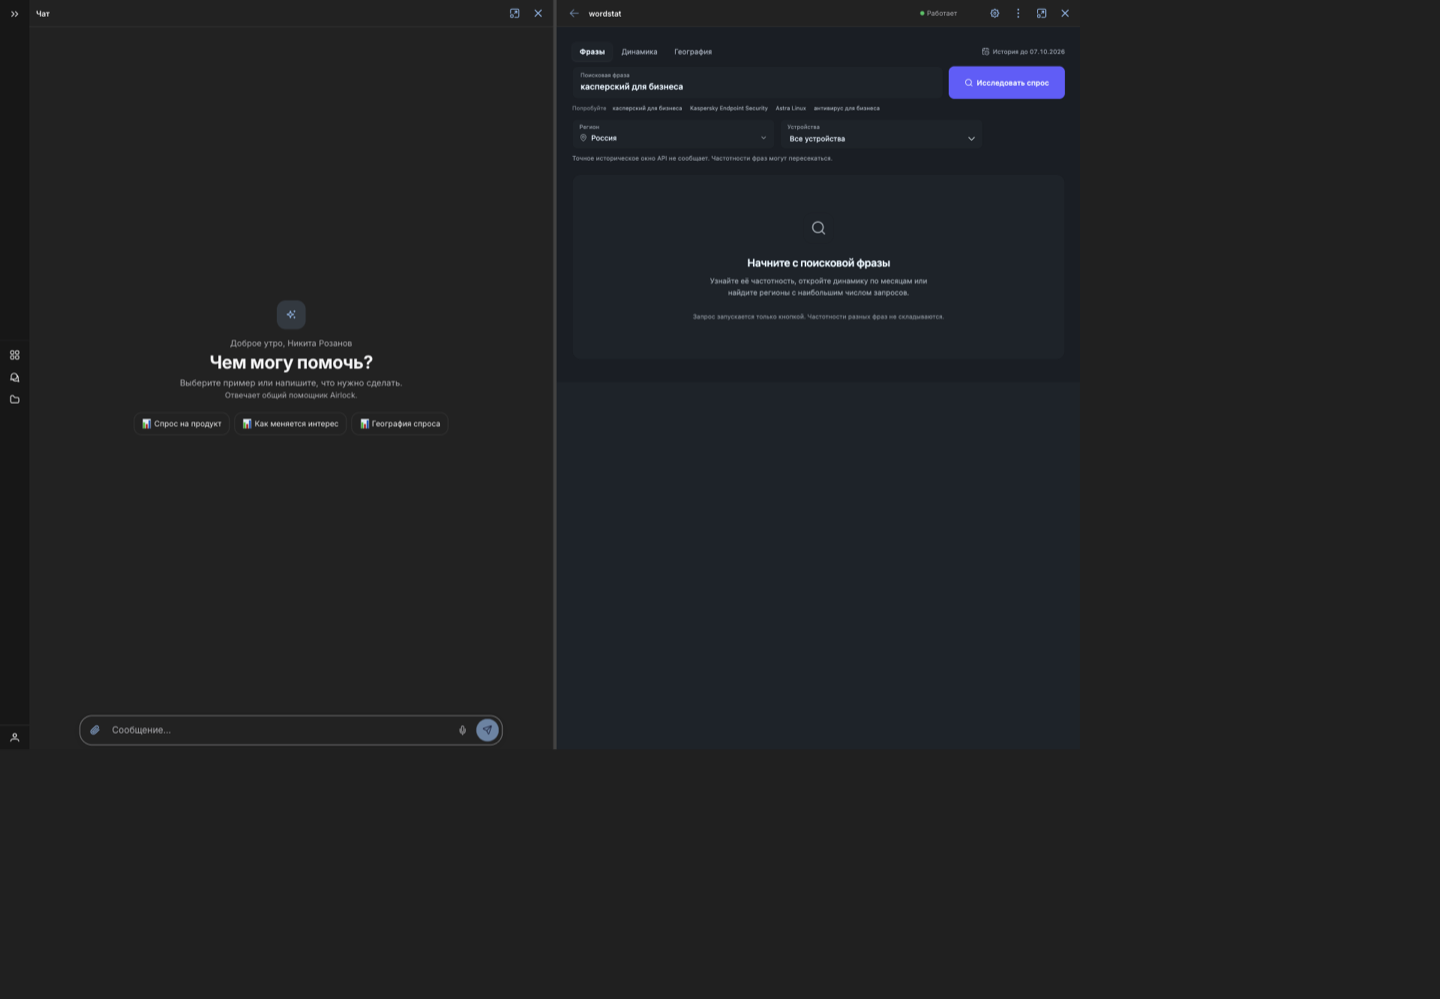 Чат
Доброе утро, Никита Розанов
Чем могу помочь?
Выберите пример или напишите, что нужно сделать.
Отвечает общий помощник Airlock.
Спрос на продукт
Как меняется интерес
География спроса
Сообщение...
wordstat
Работает
Фразы
Динамика
География
История до 07.10.2026
Поисковая фраза
касперский для бизнеса
Исследовать спрос
Попробуйте касперский для бизнеса Kaspersky Endpoint Security Astra Linux антивирус для бизнеса
Регион
Россия
Устройства
Все устройства
Точное историческое окно API не сообщает. Частотности фраз могут пересекаться.
Начните с поисковой фразы
Узнайте её частотность, откройте динамику по месяцам или
найдите регионы с наибольшим числом запросов.
Запрос запускается только кнопкой. Частотности разных фраз не складываются.